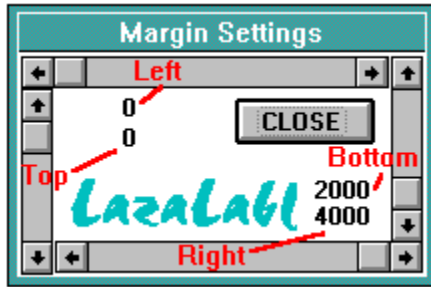 Margin Settings
Left
0
CLOSE
0
Bottom
Top
2000
LazaLabl
4000
Right